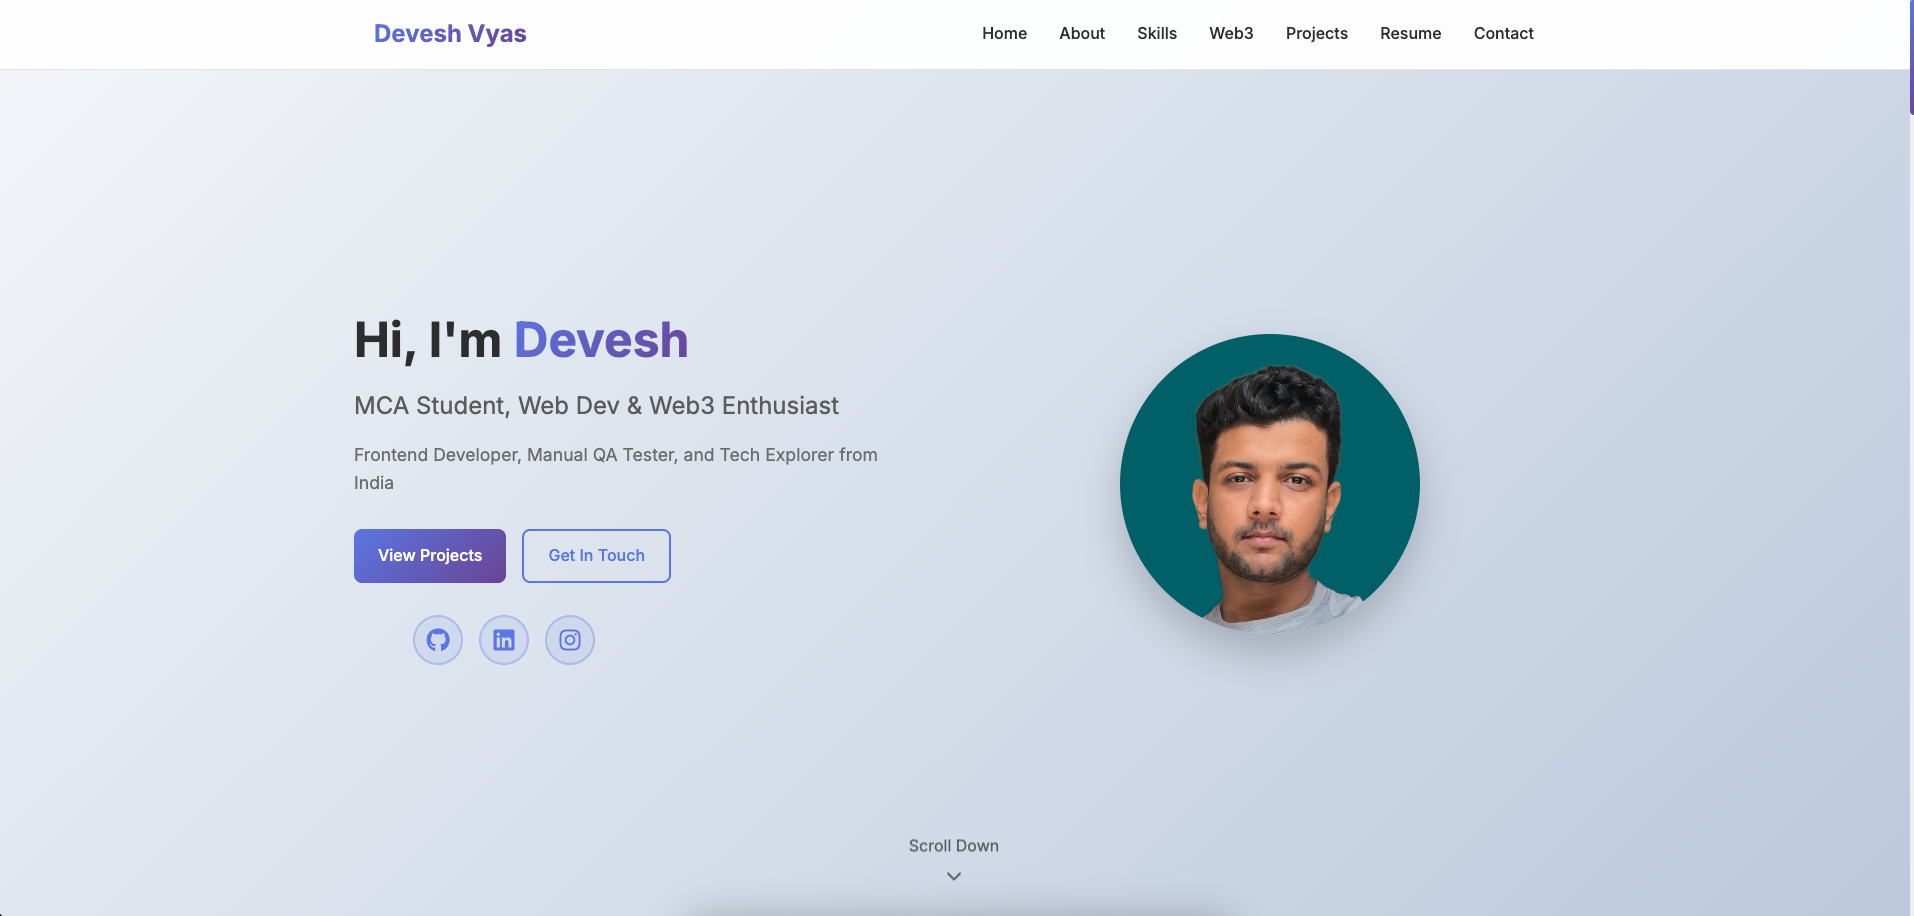 Devesh Vyas
Home About Skills Web3 Projects Resume Contact
Hi, I'm Devesh
MCA Student, Web Dev & Web3 Enthusiast
Frontend Developer, Manual QA Tester, and Tech Explorer from
India
View Projects Get In Touch
in
Scroll Down